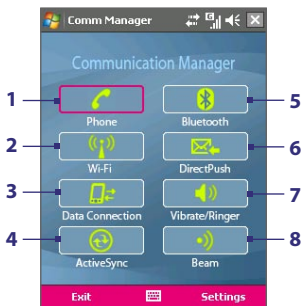 Comm Manager
Communication Manager
1 Phone
Bluetooth 5
2 Wi-Fi
DirectPush 6
3 Data Connection
Vibrate/Ringer 7
4 ActiveSync
Beam 8
Exit Settings